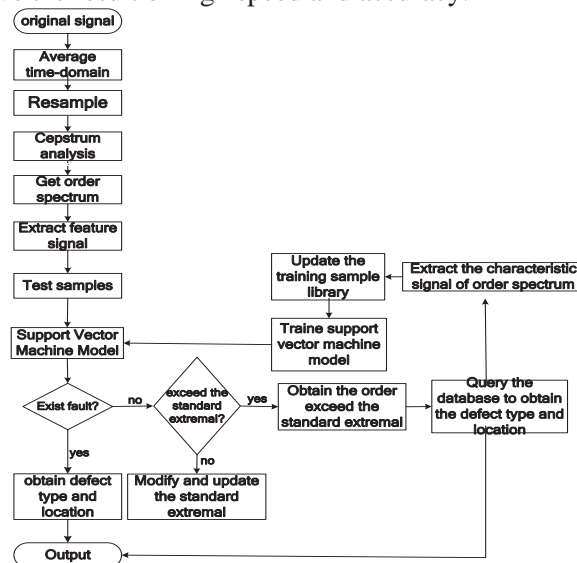 original signal
Average
time-domain
Resample
Cepstrum
analysis
Get order
spectrum
Extract feature
signal
Test samples
Support Vector
Machine Model
Update the
training sample
library
Extract the characteristic
signal of order spectrum
Traine support
vector machine
model
Exist fault?
no
exceed the
standard
extremal?
yes
Obtain the order
exceed the
standard extremal
Query the
database to obtain
the defect type and
location
yes
no
obtain defect
type and
location
Modify and update
the standard
extremal
Output